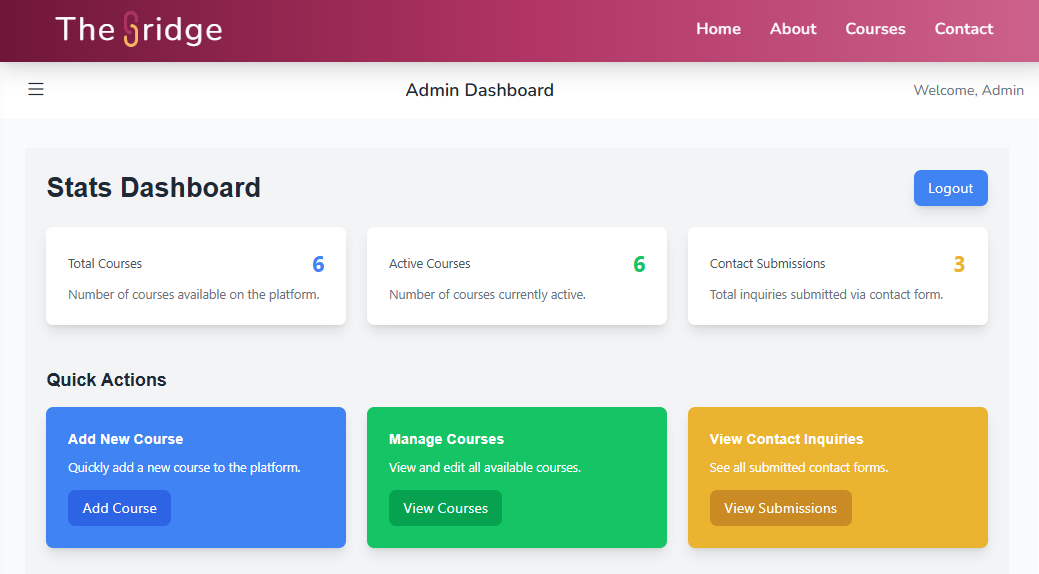 The Bridge
Home About Courses Contact
Admin Dashboard
Welcome, Admin
Stats Dashboard
Logout
Total Courses 6
Number of courses available on the platform.
Active Courses 6
Number of courses currently active.
Contact Submissions 3
Total inquiries submitted via contact form.
Quick Actions
Add New Course
Quickly add a new course to the platform.
Add Course
Manage Courses
View and edit all available courses.
View Courses
View Contact Inquiries
See all submitted contact forms.
View Submissions